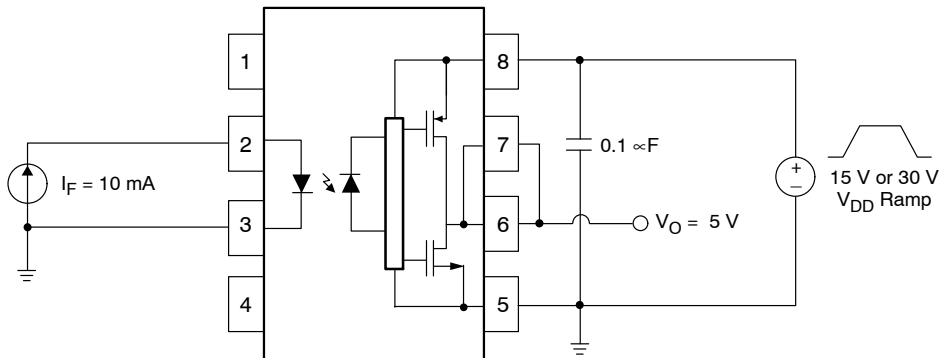 1
8
2
7
0.1 ∝F
+
–
15 V or 30 V
V_DD Ramp
I_F = 10 mA
3
6
V_O = 5 V
4
5